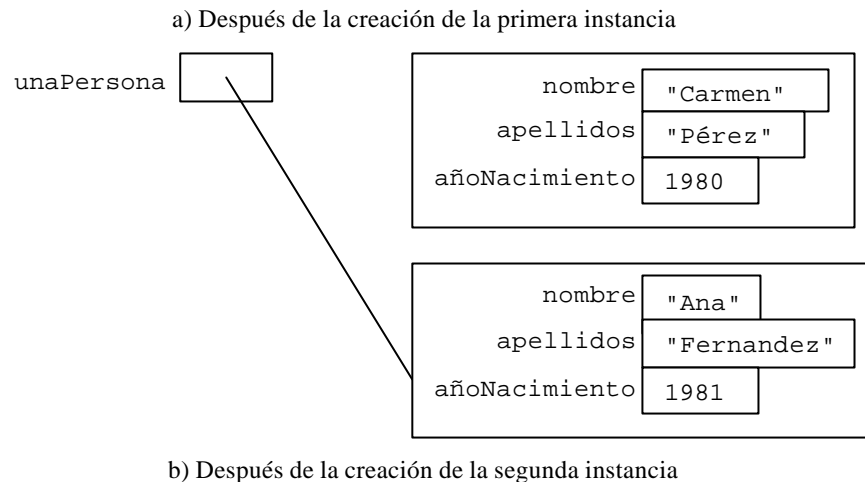 a) Después de la creación de la primera instancia
unaPersona
nombre "Carmen"
apellidos "Pérez"
añoNacimiento 1980
nombre "Ana"
apellidos "Fernandez"
añoNacimiento 1981
b) Después de la creación de la segunda instancia